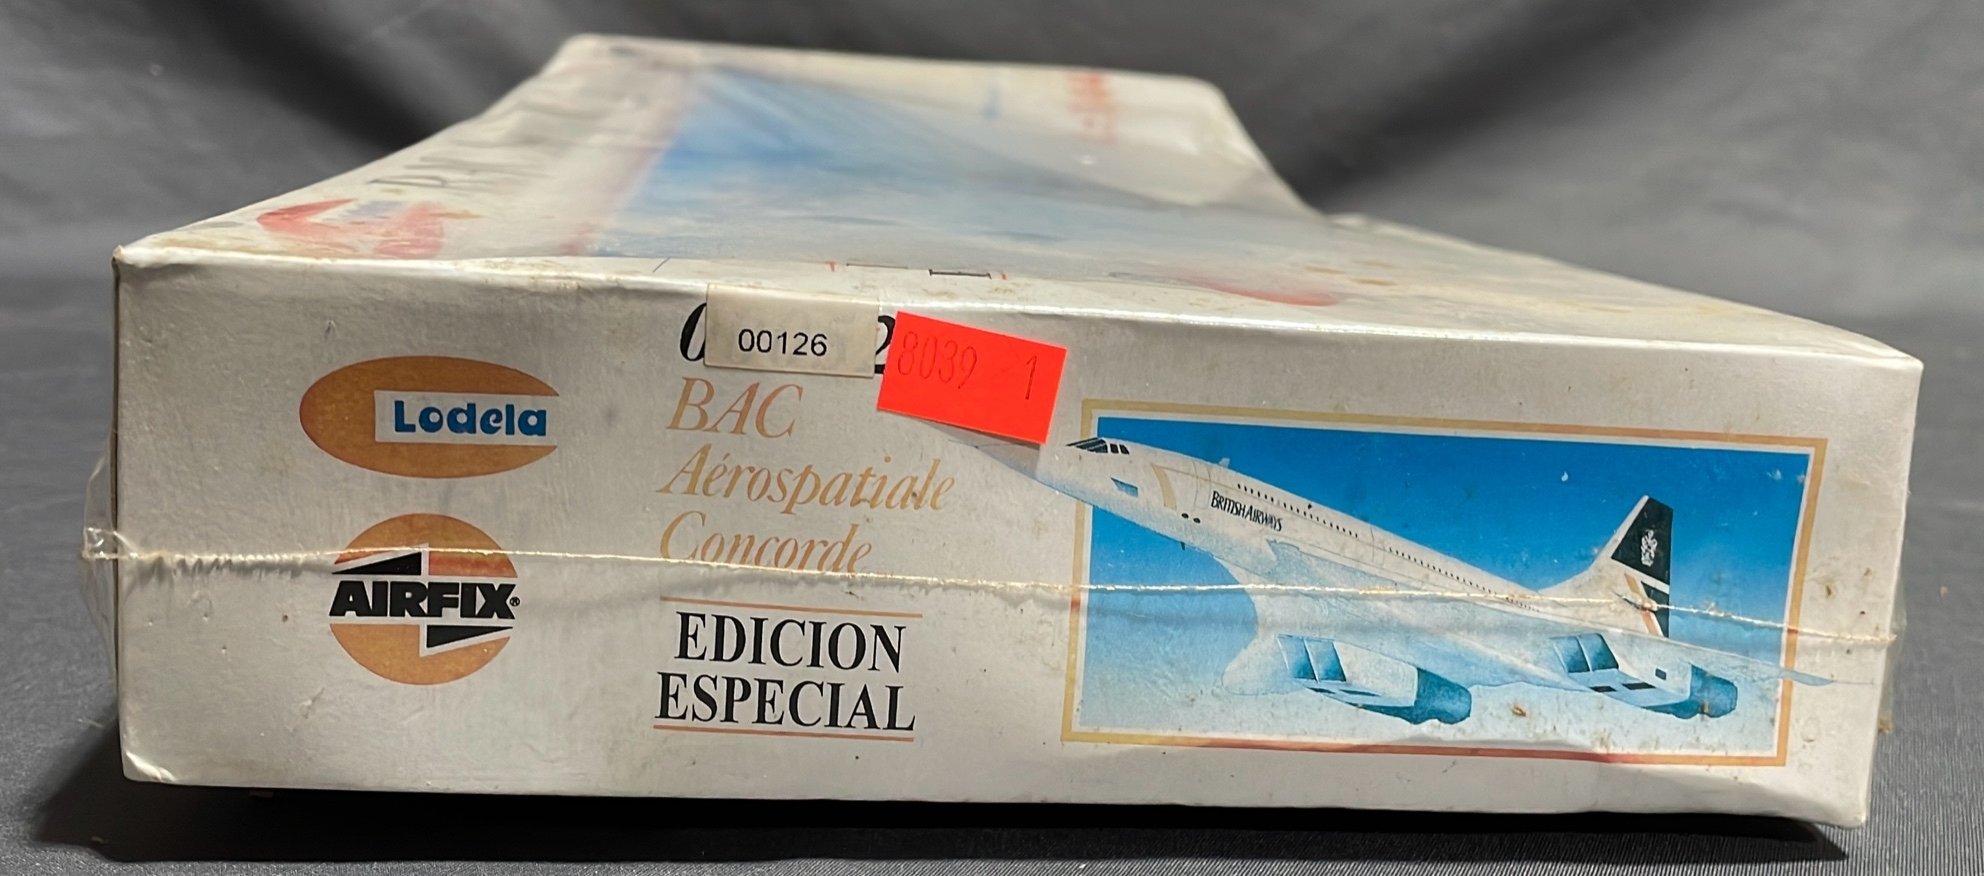 00126
8039 1
Lodela
BAC
Aérospatiale
Concorde
AIRFIX®
EDICION
ESPECIAL
BRITISH AIRWAYS